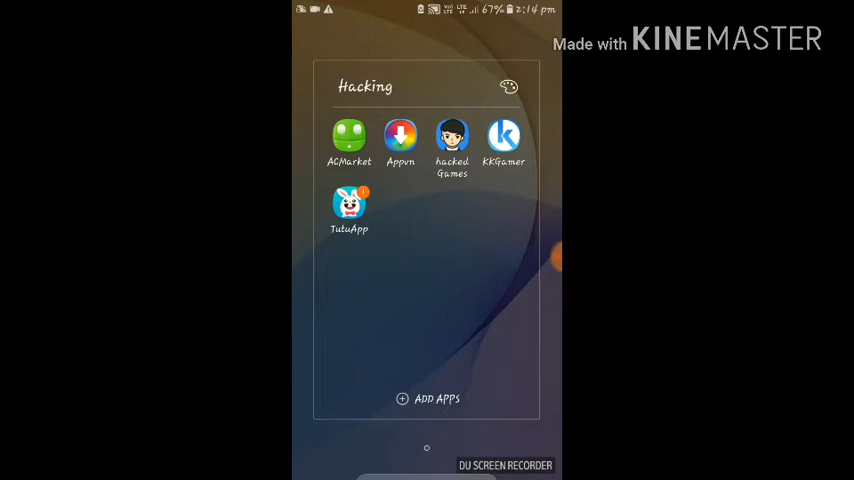 67% 2:14 pm
Made with KINEMASTER
Hacking
ACMarket Appvn hacked Games KKGamer
TutuApp
ADD APPS
DU SCREEN RECORDER